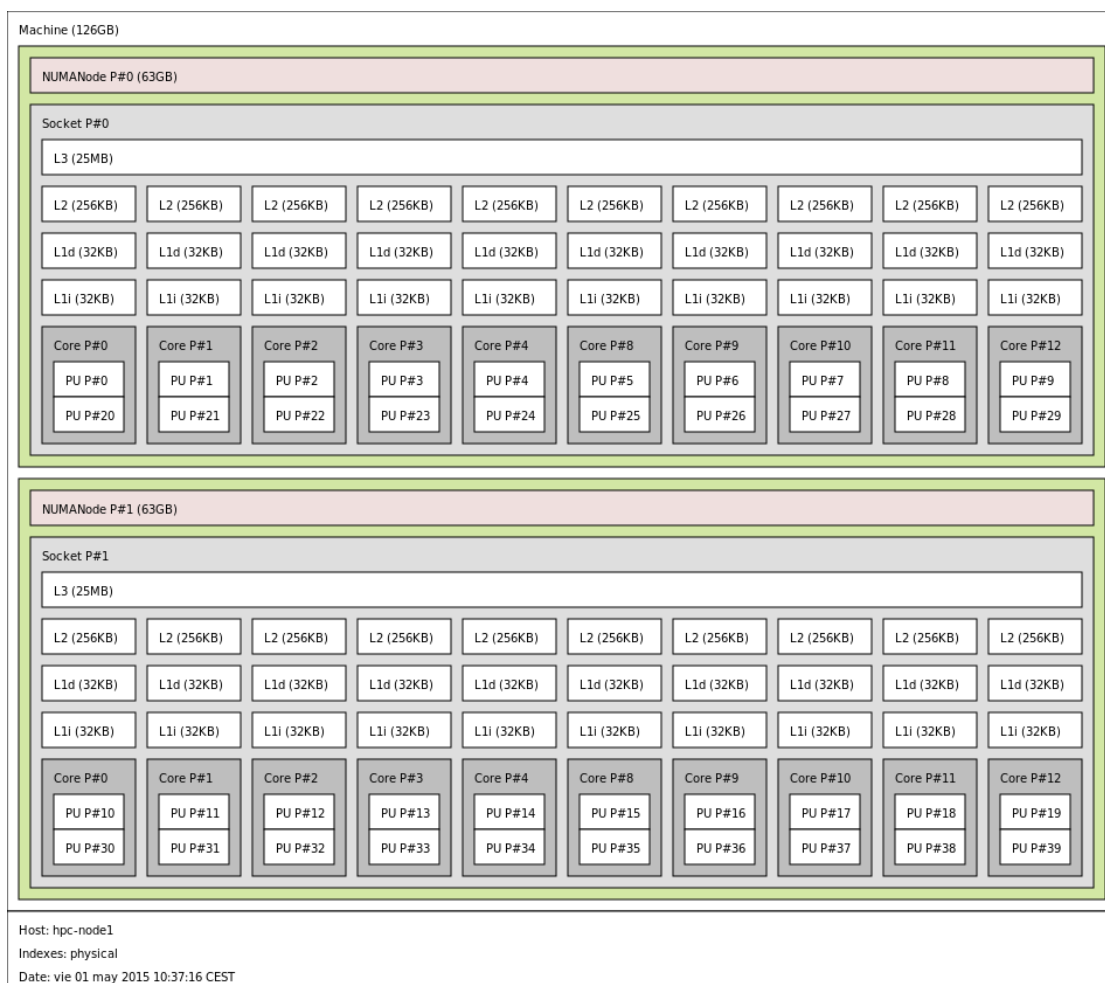 Machine (126GB)
NUMANode P#0 (63GB)
Socket P#0
L3 (25MB)
L2 (256KB) L2 (256KB) L2 (256KB) L2 (256KB) L2 (256KB) L2 (256KB) L2 (256KB) L2 (256KB) L2 (256KB) L2 (256KB)
L1d (32KB) L1d (32KB) L1d (32KB) L1d (32KB) L1d (32KB) L1d (32KB) L1d (32KB) L1d (32KB) L1d (32KB) L1d (32KB)
L1i (32KB) L1i (32KB) L1i (32KB) L1i (32KB) L1i (32KB) L1i (32KB) L1i (32KB) L1i (32KB) L1i (32KB) L1i (32KB)
Core P#0 Core P#1 Core P#2 Core P#3 Core P#4 Core P#8 Core P#9 Core P#10 Core P#11 Core P#12
PU P#0 PU P#1 PU P#2 PU P#3 PU P#4 PU P#5 PU P#6 PU P#7 PU P#8 PU P#9
PU P#20 PU P#21 PU P#22 PU P#23 PU P#24 PU P#25 PU P#26 PU P#27 PU P#28 PU P#29
NUMANode P#1 (63GB)
Socket P#1
L3 (25MB)
L2 (256KB) L2 (256KB) L2 (256KB) L2 (256KB) L2 (256KB) L2 (256KB) L2 (256KB) L2 (256KB) L2 (256KB) L2 (256KB)
L1d (32KB) L1d (32KB) L1d (32KB) L1d (32KB) L1d (32KB) L1d (32KB) L1d (32KB) L1d (32KB) L1d (32KB) L1d (32KB)
L1i (32KB) L1i (32KB) L1i (32KB) L1i (32KB) L1i (32KB) L1i (32KB) L1i (32KB) L1i (32KB) L1i (32KB) L1i (32KB)
Core P#0 Core P#1 Core P#2 Core P#3 Core P#4 Core P#8 Core P#9 Core P#10 Core P#11 Core P#12
PU P#10 PU P#11 PU P#12 PU P#13 PU P#14 PU P#15 PU P#16 PU P#17 PU P#18 PU P#19
PU P#30 PU P#31 PU P#32 PU P#33 PU P#34 PU P#35 PU P#36 PU P#37 PU P#38 PU P#39
Host: hpc-node1
Indexes: physical
Date: vie 01 may 2015 10:37:16 CEST